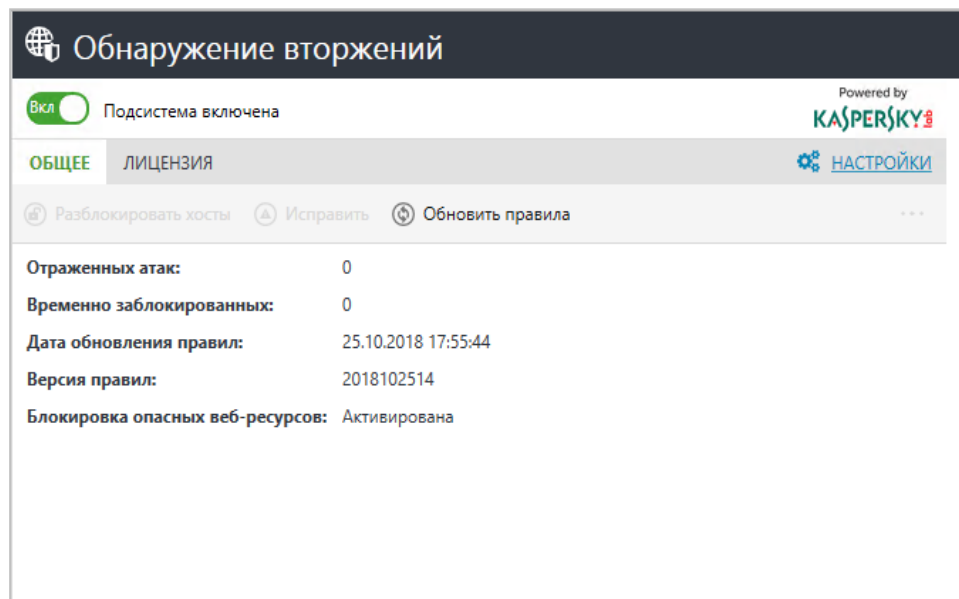 Обнаружение вторжений
Вкл Подсистема включена
Powered by
KASPERSKY lab
ОБЩЕЕ ЛИЦЕНЗИЯ НАСТРОЙКИ
Разблокировать хосты Исправить Обновить правила ...
Отраженных атак: 0
Временно заблокированных: 0
Дата обновления правил: 25.10.2018 17:55:44
Версия правил: 2018102514
Блокировка опасных веб-ресурсов: Активирована